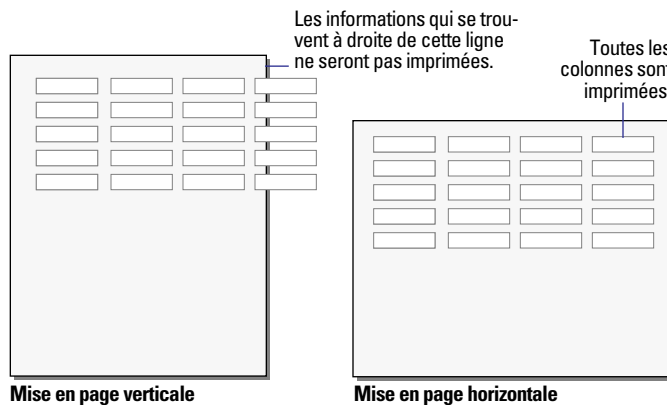 Les informations qui se trou-
vent à droite de cette ligne
ne seront pas imprimées.
Toutes les
colonnes sont
imprimées
Mise en page verticale
Mise en page horizontale